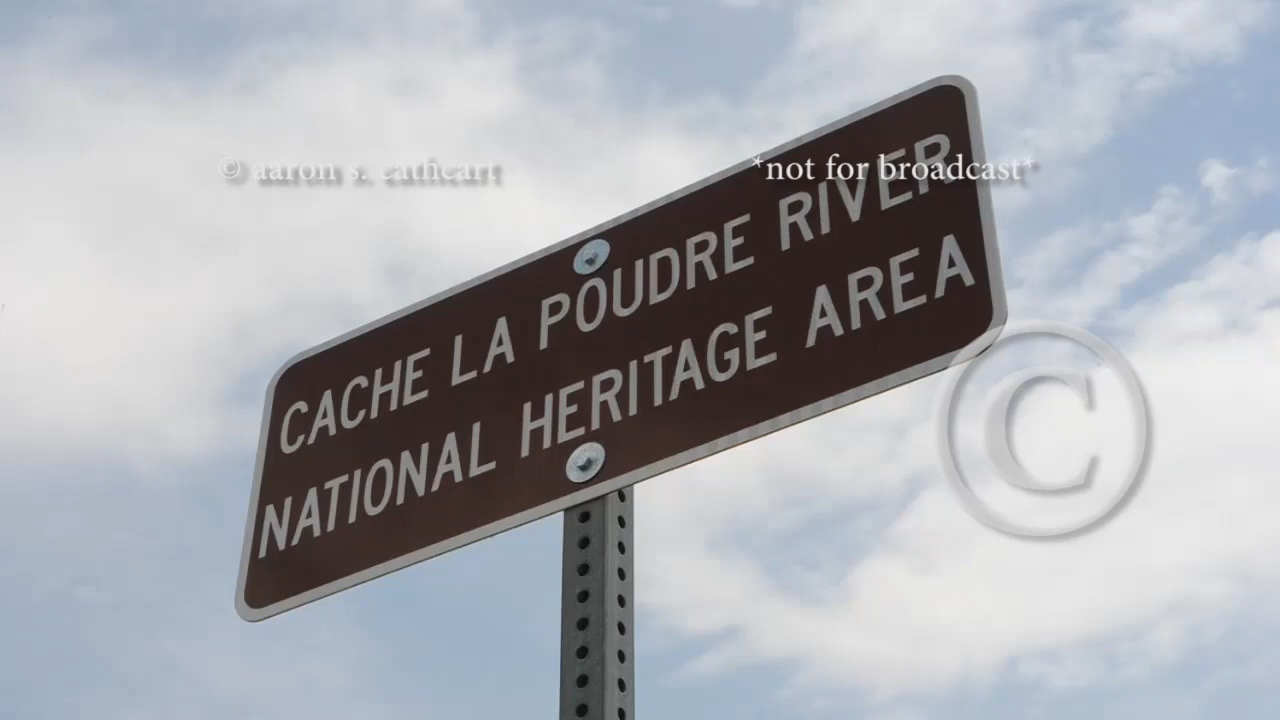 © aaron s. cathcart
*not for broadcast*
CACHE LA POUDRE RIVER
NATIONAL HERITAGE AREA
©